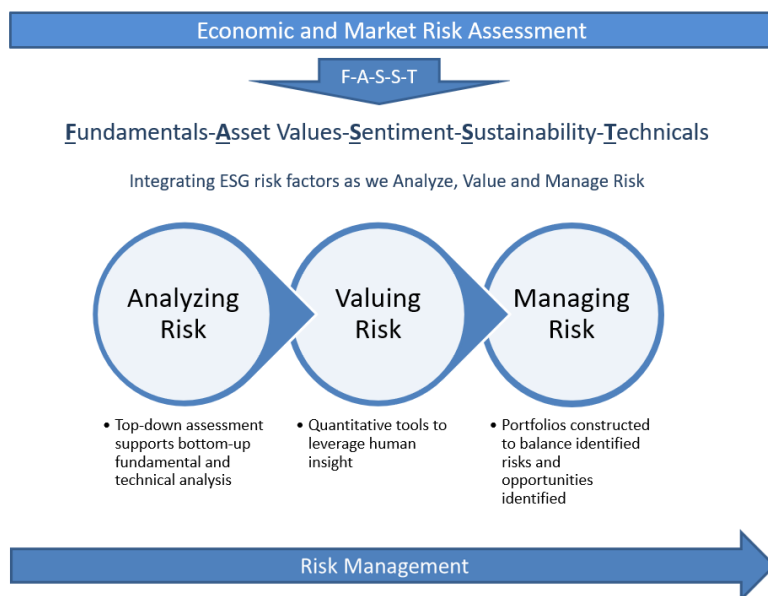 Economic and Market Risk Assessment
F-A-S-S-T
Fundamentals-Asset Values-Sentiment-Sustainability-Technicals
Integrating ESG risk factors as we Analyze, Value and Manage Risk
Analyzing
Risk
Valuing
Risk
Managing
Risk
• Top-down assessment
supports bottom-up
fundamental and
technical analysis
• Quantitative tools to
leverage human
insight
• Portfolios constructed
to balance identified
risks and
opportunities
identified
Risk Management